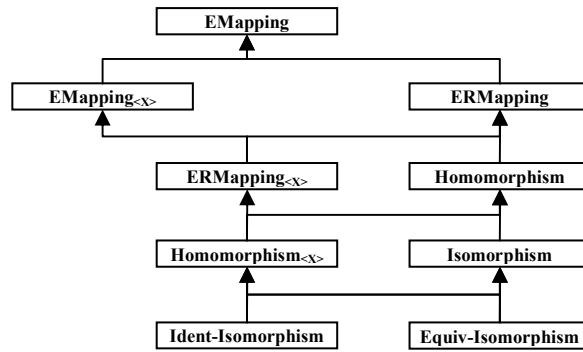 EMapping
EMapping<X> ERMapping
ERMapping<X> Homomorphism
Homomorphism<X> Isomorphism
Ident-Isomorphism Equiv-Isomorphism